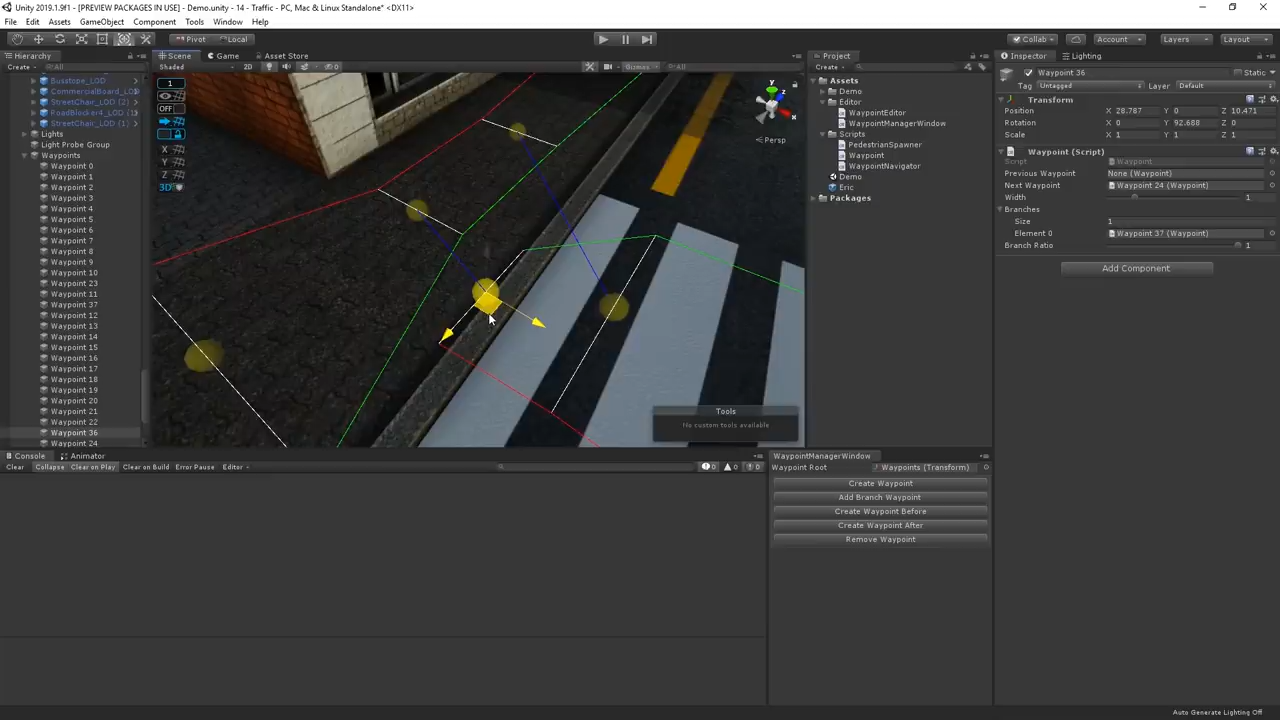 Unity 2019.1.9f1 - [PREVIEW PACKAGES IN USE] - Demo.unity - 14 - Traffic - PC, Mac & Linux Standalone* <DX11>
File Edit Assets GameObject Component Tools Window Help
Pivot Local
Collab Account Layers Layout
Hierarchy
Scene Game Asset Store
Project
Inspector Lighting
Create All
Shaded 2D 0 Gizmos All
Create
Busstope_LOD
CommercialBoard_LO
StreetChair_LOD (2)
RoadBlockSer4_LOD (
StreetChair_LOD (1)
Lights
Light Probe Group
Waypoints
Waypoint 0
Waypoint 1
Waypoint 2
Waypoint 3
Waypoint 4
Waypoint 5
Waypoint 6
Waypoint 7
Waypoint 8
Waypoint 9
Waypoint 10
Waypoint 23
Waypoint 11
Waypoint 37
Waypoint 12
Waypoint 13
Waypoint 14
Waypoint 15
Waypoint 16
Waypoint 17
Waypoint 18
Waypoint 19
Waypoint 20
Waypoint 21
Waypoint 22
Waypoint 36
Waypoint 24
1
OFF
X
Y
Z
3D
y
z
x
Persp
Tools
No custom tools available
Assets
Demo
Editor
WaypointEditor
WaypointManagerWindow
Scripts
PedestrianSpawner
Waypoint
WaypointNavigator
Demo
Eric
Packages
Waypoint 36 Static
Tag Untagged Layer Default
Transform
Position X 28.787 Y 0 Z 10.471
Rotation X 0 Y 92.688 Z 0
Scale X 1 Y 1 Z 1
Waypoint (Script)
Script Waypoint
Previous Waypoint None (Waypoint)
Next Waypoint Waypoint 24 (Waypoint)
Width 1
Branches
Size 1
Element 0 Waypoint 37 (Waypoint)
Branch Ratio 1
Add Component
Console Animator
Clear Collapse Clear on Play Clear on Build Error Pause Editor 0 0 0
WaypointManagerWindow
Waypoint Root Waypoints (Transform)
Create Waypoint
Add Branch Waypoint
Create Waypoint Before
Create Waypoint After
Remove Waypoint
Auto Generate Lighting Off